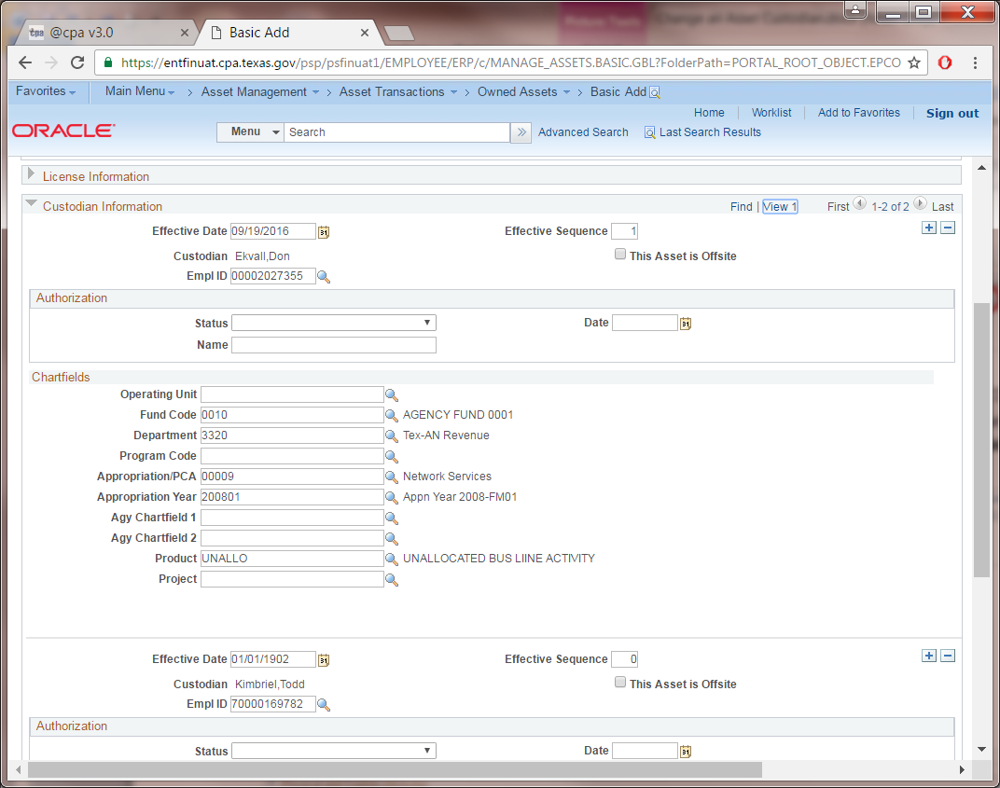 @cpa v3.0
Basic Add
https://entfinuat.cpa.texas.gov/psp/psfinuat1/EMPLOYEE/ERP/c/MANAGE_ASSETS.BASIC.GBL?FolderPath=PORTAL_ROOT_OBJECT.EPCO
Favorites Main Menu > Asset Management > Asset Transactions > Owned Assets > Basic Add
Home Worklist Add to Favorites Sign out
ORACLE Menu Search >> Advanced Search Last Search Results
License Information
Custodian Information Find | View 1 First 1-2 of 2 Last
Effective Date 09/19/2016 Effective Sequence 1
Custodian Ekvall,Don This Asset is Offsite
Empl ID 00002027355
Authorization
Status Date
Name
Chartfields
Operating Unit
Fund Code 0010 AGENCY FUND 0001
Department 3320 Tex-AN Revenue
Program Code
Appropriation/PCA 00009 Network Services
Appropriation Year 200801 Appn Year 2008-FM01
Agy Chartfield 1
Agy Chartfield 2
Product UNALLO UNALLOCATED BUS LIINE ACTIVITY
Project
Effective Date 01/01/1902 Effective Sequence 0
Custodian Kimbriel,Todd This Asset is Offsite
Empl ID 70000169782
Authorization
Status Date